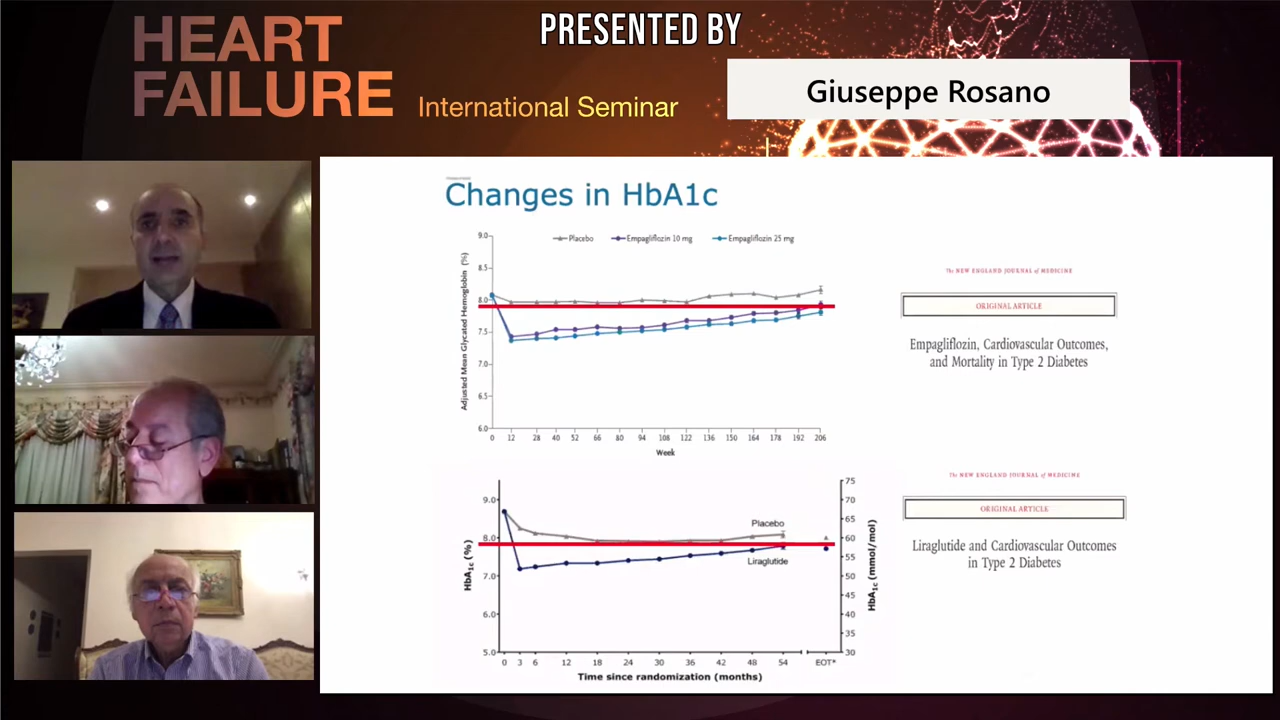 PRESENTED BY
HEART
FAILURE International Seminar
Giuseppe Rosano
Changes in HbA1c
Placebo Empagliflozin 10 mg Empagliflozin 25 mg
Adjusted Mean Glycated Hemoglobin (%)
9.0
8.5
8.0
7.5
7.0
6.5
6.0
0 12 28 40 52 66 80 94 108 122 136 150 164 178 192 206
Week
The NEW ENGLAND JOURNAL of MEDICINE
ORIGINAL ARTICLE
Empagliflozin, Cardiovascular Outcomes,
and Mortality in Type 2 Diabetes
HbA1c (%)
9.0
8.0
7.0
6.0
5.0
Placebo
Liraglutide
75
70
65
60
55
50
45
40
35
30
HbA1c (mmol/mol)
0 3 6 12 18 24 30 36 42 48 54 EOT*
Time since randomization (months)
The NEW ENGLAND JOURNAL of MEDICINE
ORIGINAL ARTICLE
Liraglutide and Cardiovascular Outcomes
in Type 2 Diabetes